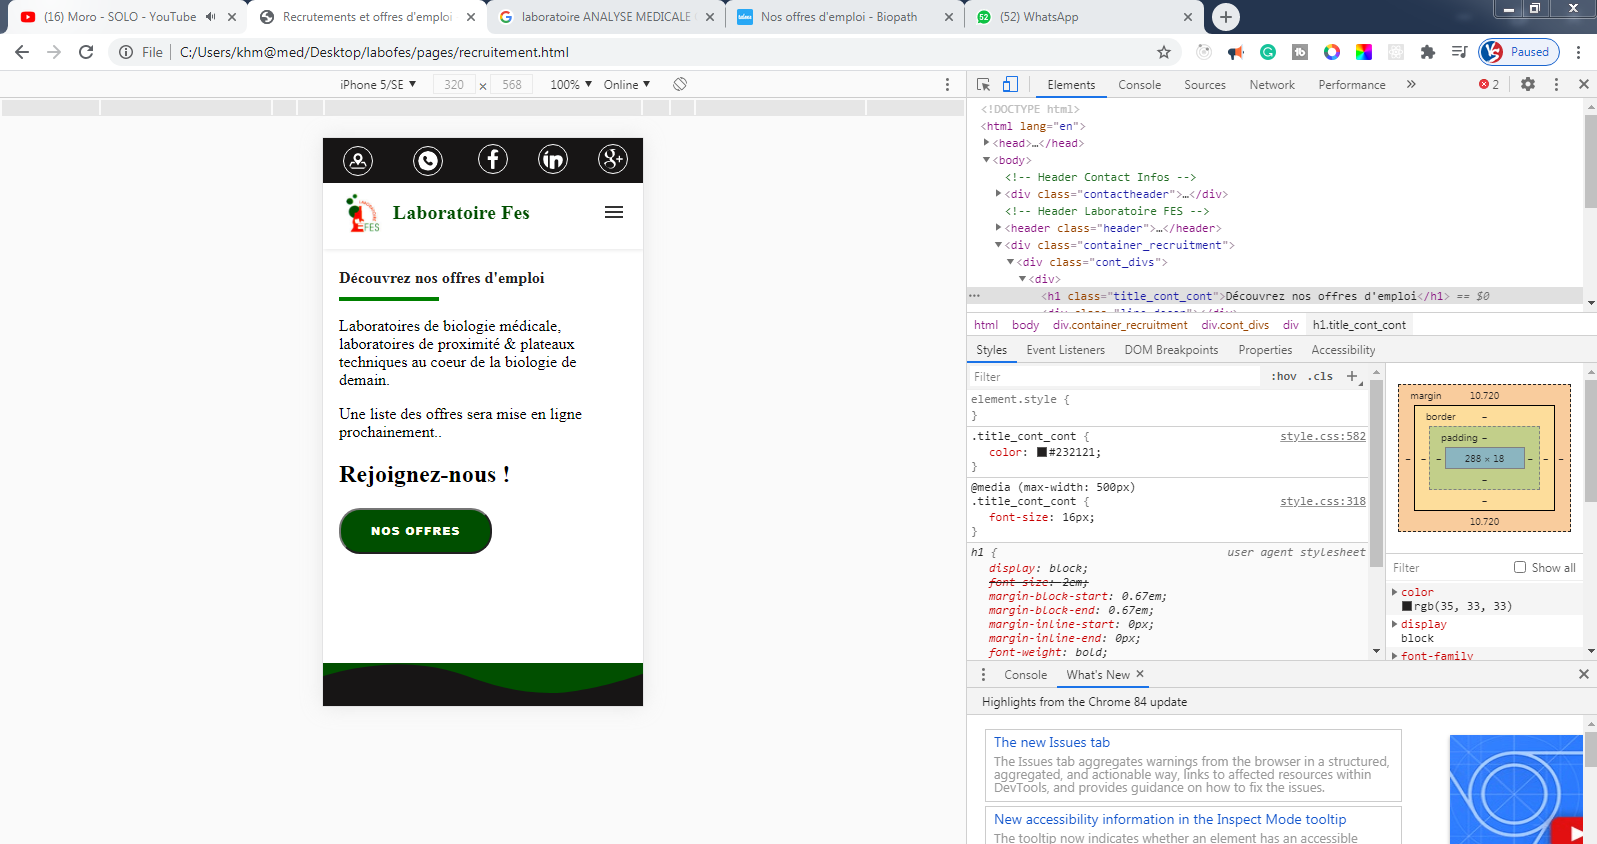 (16) Moro - SOLO - YouTube
Recrutements et offres d'emploi
laboratoire ANALYSE MEDICALE
Nos offres d'emploi - Biopath
(52) WhatsApp
File
C:/Users/khm@med/Desktop/labofes/pages/recruitement.html
Paused
iPhone 5/SE
320 × 568
100%
Online
Elements
Console
Sources
Network
Performance
2
<!DOCTYPE html>
<html lang="en">
<head>…</head>
<body>
<!-- Header Contact Infos -->
<div class="contactheader">…</div>
<!-- Header Laboratoire FES -->
<header class="header">…</header>
<div class="container_recruitment">
<div class="cont_divs">
<div>
<h1 class="title_cont_cont">Découvrez nos offres d'emploi</h1> == $0
html body div.container_recruitment div.cont_divs div h1.title_cont_cont
Styles
Event Listeners
DOM Breakpoints
Properties
Accessibility
Filter
:hov .cls +
element.style {
}
.title_cont_cont {
style.css:582
color: #232121;
}
@media (max-width: 500px)
.title_cont_cont {
style.css:318
font-size: 16px;
}
h1 {
user agent stylesheet
display: block;
font-size: 2em;
margin-block-start: 0.67em;
margin-block-end: 0.67em;
margin-inline-start: 0px;
margin-inline-end: 0px;
font-weight: bold;
margin 10.720
border –
padding –
288 × 18
–
–
10.720
Filter
Show all
color
rgb(35, 33, 33)
display
block
font-family
Console
What's New
Highlights from the Chrome 84 update
The new Issues tab
The Issues tab aggregates warnings from the browser in a structured,
aggregated, and actionable way, links to affected resources within
DevTools, and provides guidance on how to fix the issues.
New accessibility information in the Inspect Mode tooltip
The tooltip now indicates whether an element has an accessible
FES
Laboratoire Fes
Découvrez nos offres d'emploi
Laboratoires de biologie médicale,
laboratoires de proximité & plateaux
techniques au coeur de la biologie de
demain.
Une liste des offres sera mise en ligne
prochainement..
Rejoignez-nous !
NOS OFFRES